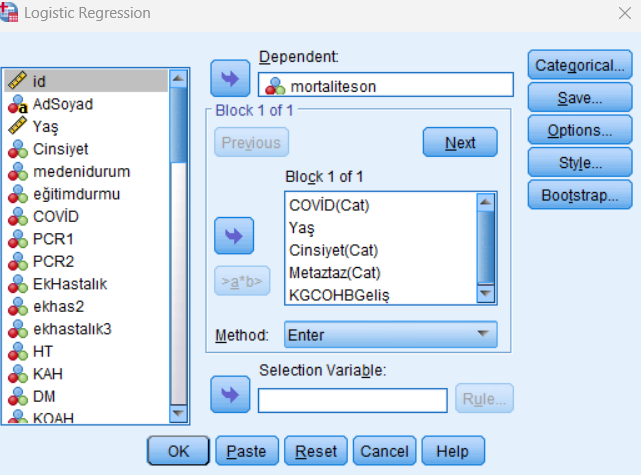 Logistic Regression
id
AdSoyad
Yaş
Cinsiyet
medenidurum
eğitimdurmu
COVİD
PCR1
PCR2
EkHastalık
ekhas2
ekhastalık3
HT
KAH
DM
KOAH
Dependent:
mortaliteson
Block 1 of 1
Previous
Next
Block 1 of 1
COVİD(Cat)
Yaş
Cinsiyet(Cat)
Metaztaz(Cat)
KGCOHBGeliş
>a*b>
Method:
Enter
Selection Variable:
Rule...
Categorical...
Save...
Options...
Style...
Bootstrap...
OK
Paste
Reset
Cancel
Help